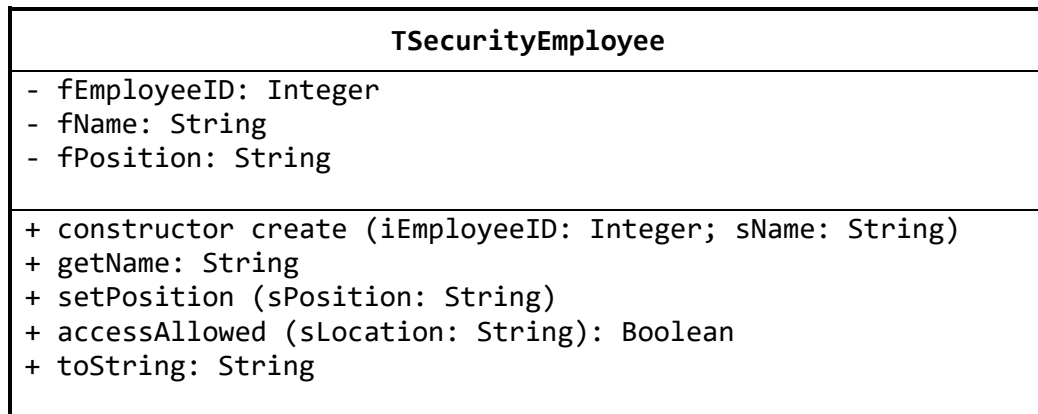 TSecurityEmployee
- fEmployeeID: Integer
- fName: String
- fPosition: String
+ constructor create (iEmployeeID: Integer; sName: String)
+ getName: String
+ setPosition (sPosition: String)
+ accessAllowed (sLocation: String): Boolean
+ toString: String